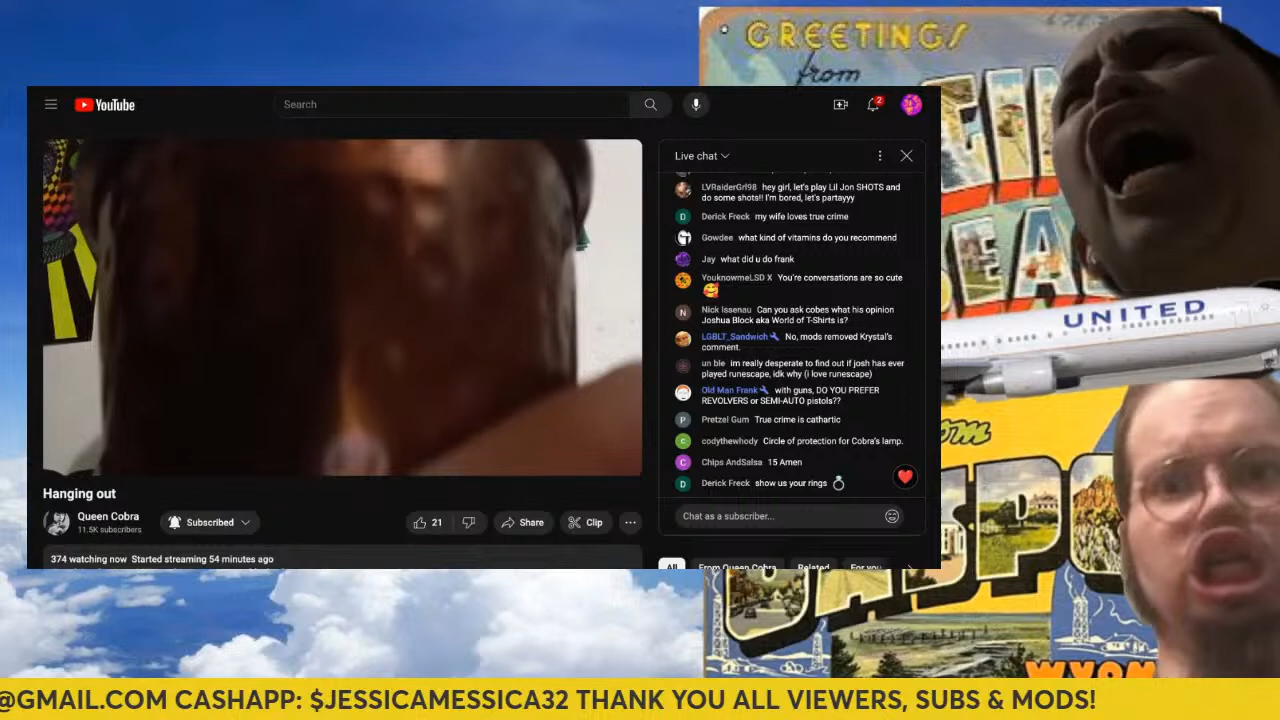 GREETINGS
from
YouTube
Search
2
Live chat
LVRaiderGrl98 hey girl, let's play Lil Jon SHOTS and
do some shots!! I'm bored, let's partayyy
Derick Freck my wife loves true crime
Gowdee what kind of vitamins do you recommend
Jay what did u do frank
YouknowmeLSD X You're conversations are so cute
🥰
Nick Issenau Can you ask cobes what his opinion
Joshua Block aka World of T-Shirts is?
LGBLT_Sandwich No, mods removed Krystal's
comment.
un ble im really desperate to find out if josh has ever
played runescape, idk why (i love runescape)
Old Man Frank with guns, DO YOU PREFER
REVOLVERS or SEMI-AUTO pistols??
Pretzel Gum True crime is cathartic
codythewhody Circle of protection for Cobra's lamp.
Chips AndSalsa 15 Amen
Derick Freck show us your rings 💍
Chat as a subscriber...
UNITED
Hanging out
Queen Cobra
11.5K subscribers
Subscribed
21
Share
Clip
374 watching now Started streaming 54 minutes ago
All
From Queen Cobra
Related
For you
@GMAIL.COM CASHAPP: $JESSICAMESSICA32 THANK YOU ALL VIEWERS, SUBS & MODS!